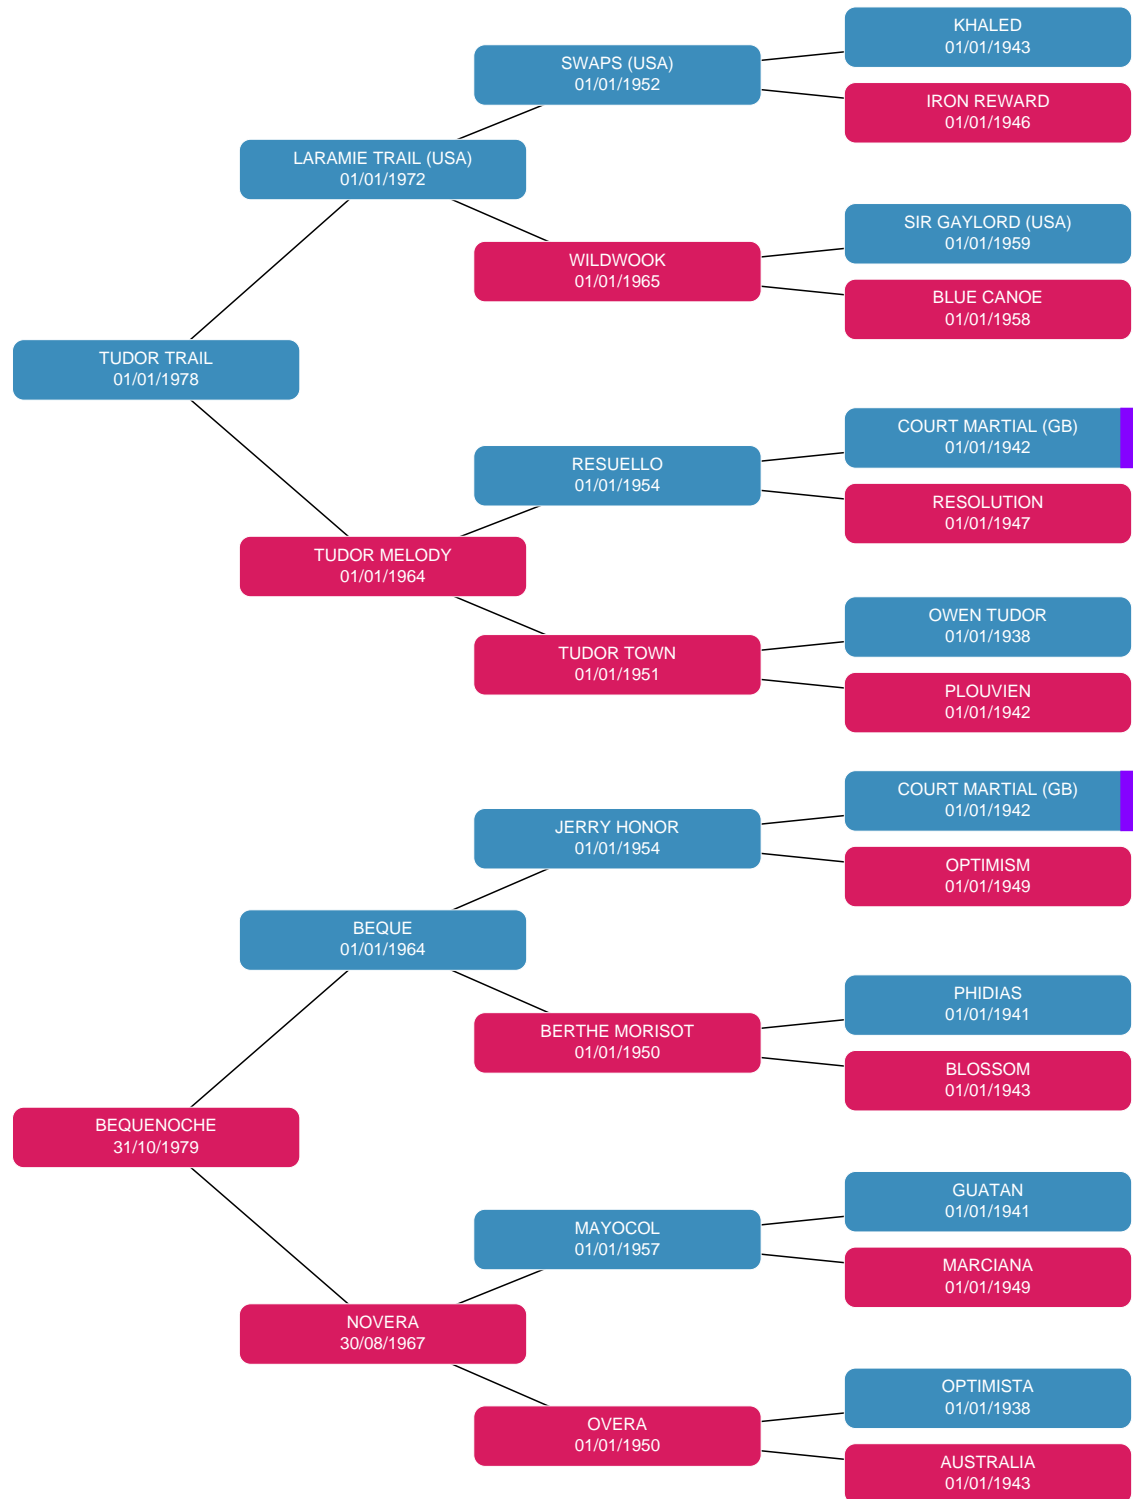 KHALED
01/01/1943
SWAPS (USA)
01/01/1952
IRON REWARD
01/01/1946
LARAMIE TRAIL (USA)
01/01/1972
SIR GAYLORD (USA)
01/01/1959
WILDWOOK
01/01/1965
BLUE CANOE
01/01/1958
TUDOR TRAIL
01/01/1978
COURT MARTIAL (GB)
01/01/1942
RESUELLO
01/01/1954
RESOLUTION
01/01/1947
TUDOR MELODY
01/01/1964
OWEN TUDOR
01/01/1938
TUDOR TOWN
01/01/1951
PLOUVIEN
01/01/1942
COURT MARTIAL (GB)
01/01/1942
JERRY HONOR
01/01/1954
OPTIMISM
01/01/1949
BEQUE
01/01/1964
PHIDIAS
01/01/1941
BERTHE MORISOT
01/01/1950
BLOSSOM
01/01/1943
BEQUENOCHE
31/10/1979
GUATAN
01/01/1941
MAYOCOL
01/01/1957
MARCIANA
01/01/1949
NOVERA
30/08/1967
OPTIMISTA
01/01/1938
OVERA
01/01/1950
AUSTRALIA
01/01/1943